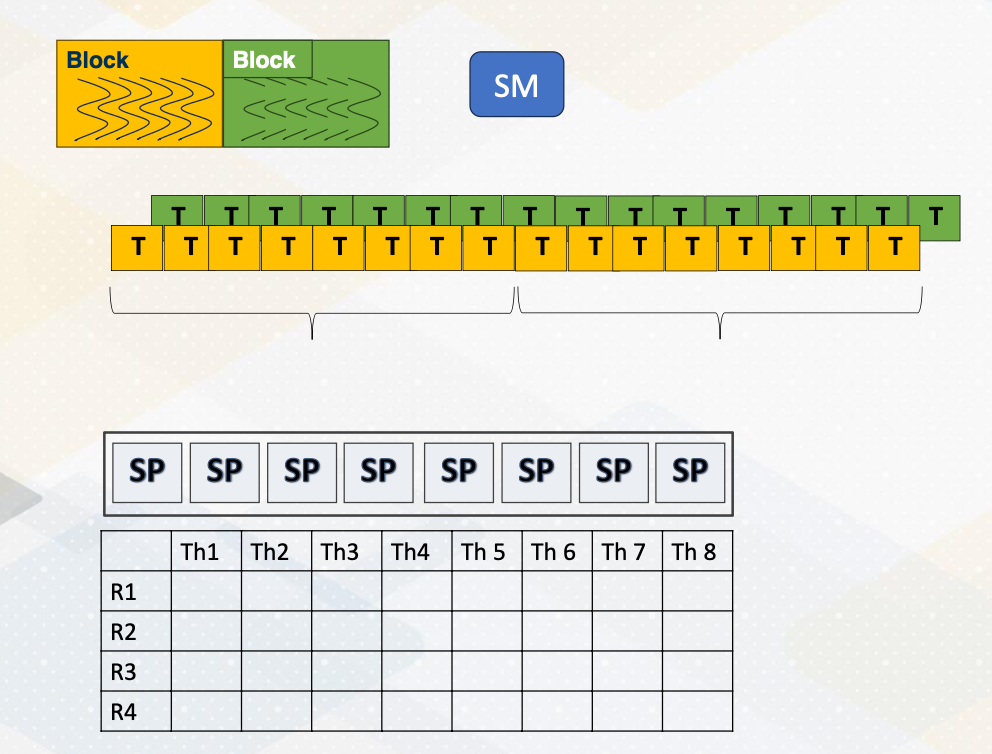 Block Block
SM
T T T T T T T T T T T T T T T T
T T T T T T T T T T T T T T T T
SP SP SP SP SP SP SP SP
Th1 Th2 Th3 Th4 Th 5 Th 6 Th 7 Th 8
R1
R2
R3
R4